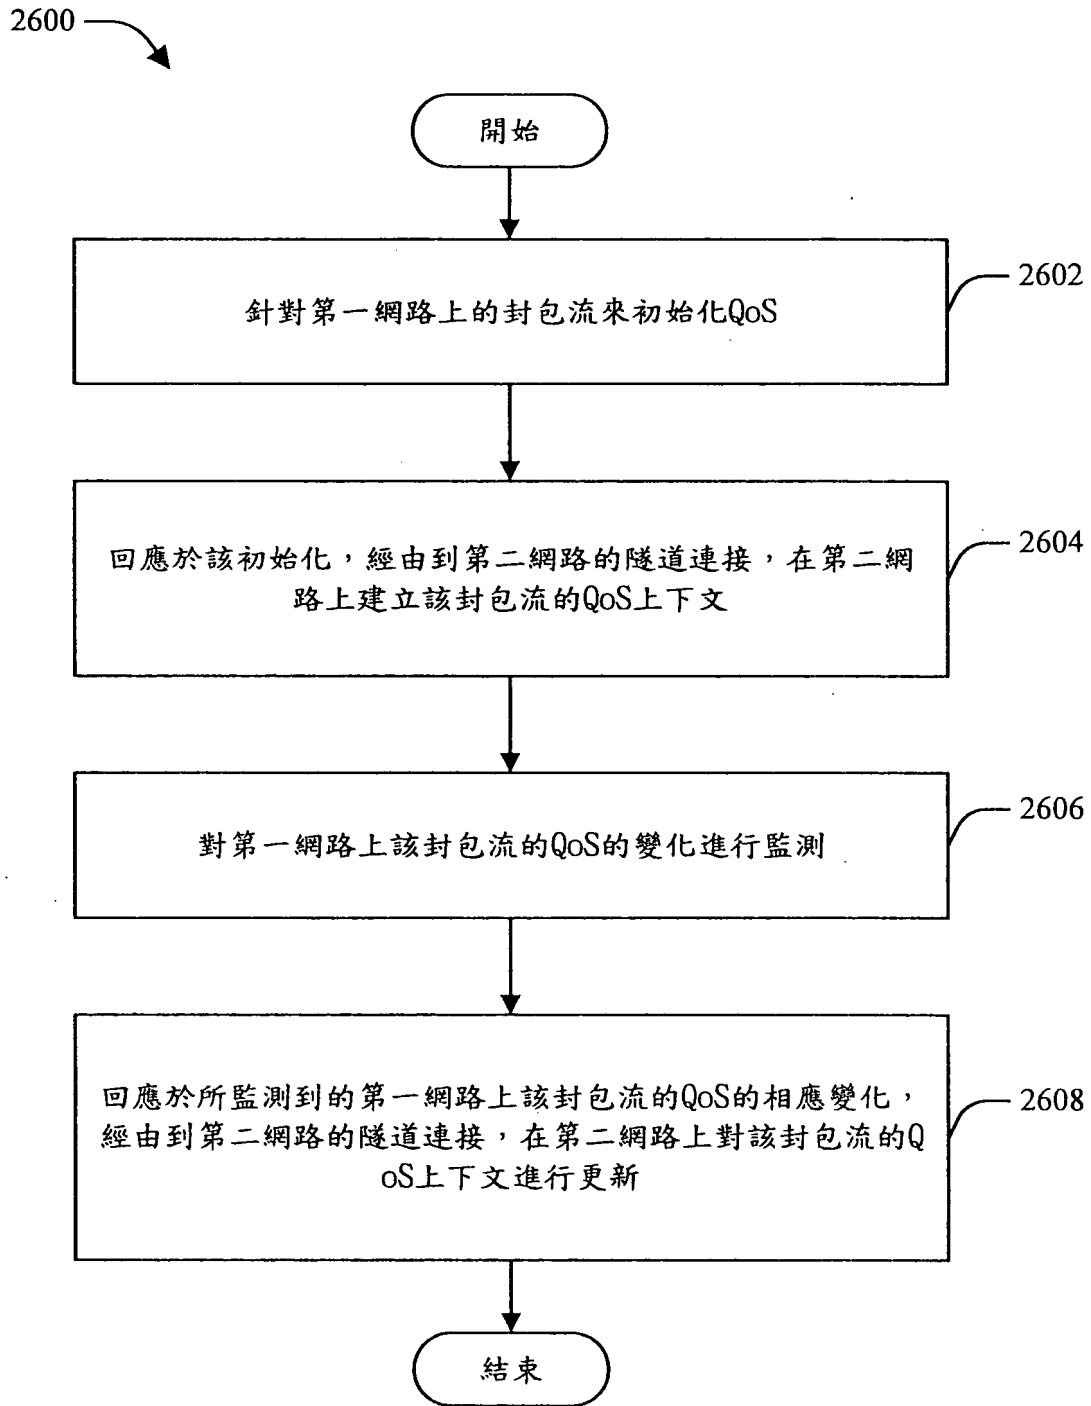 2600
開始
針對第一網路上的封包流來初始化QoS
2602
回應於該初始化，經由到第二網路的隧道連接，在第二網
路上建立該封包流的QoS上下文
2604
對第一網路上該封包流的QoS的變化進行監測
2606
回應於所監測到的第一網路上該封包流的QoS的相應變化，
經由到第二網路的隧道連接，在第二網路上對該封包流的Q
oS上下文進行更新
2608
結束